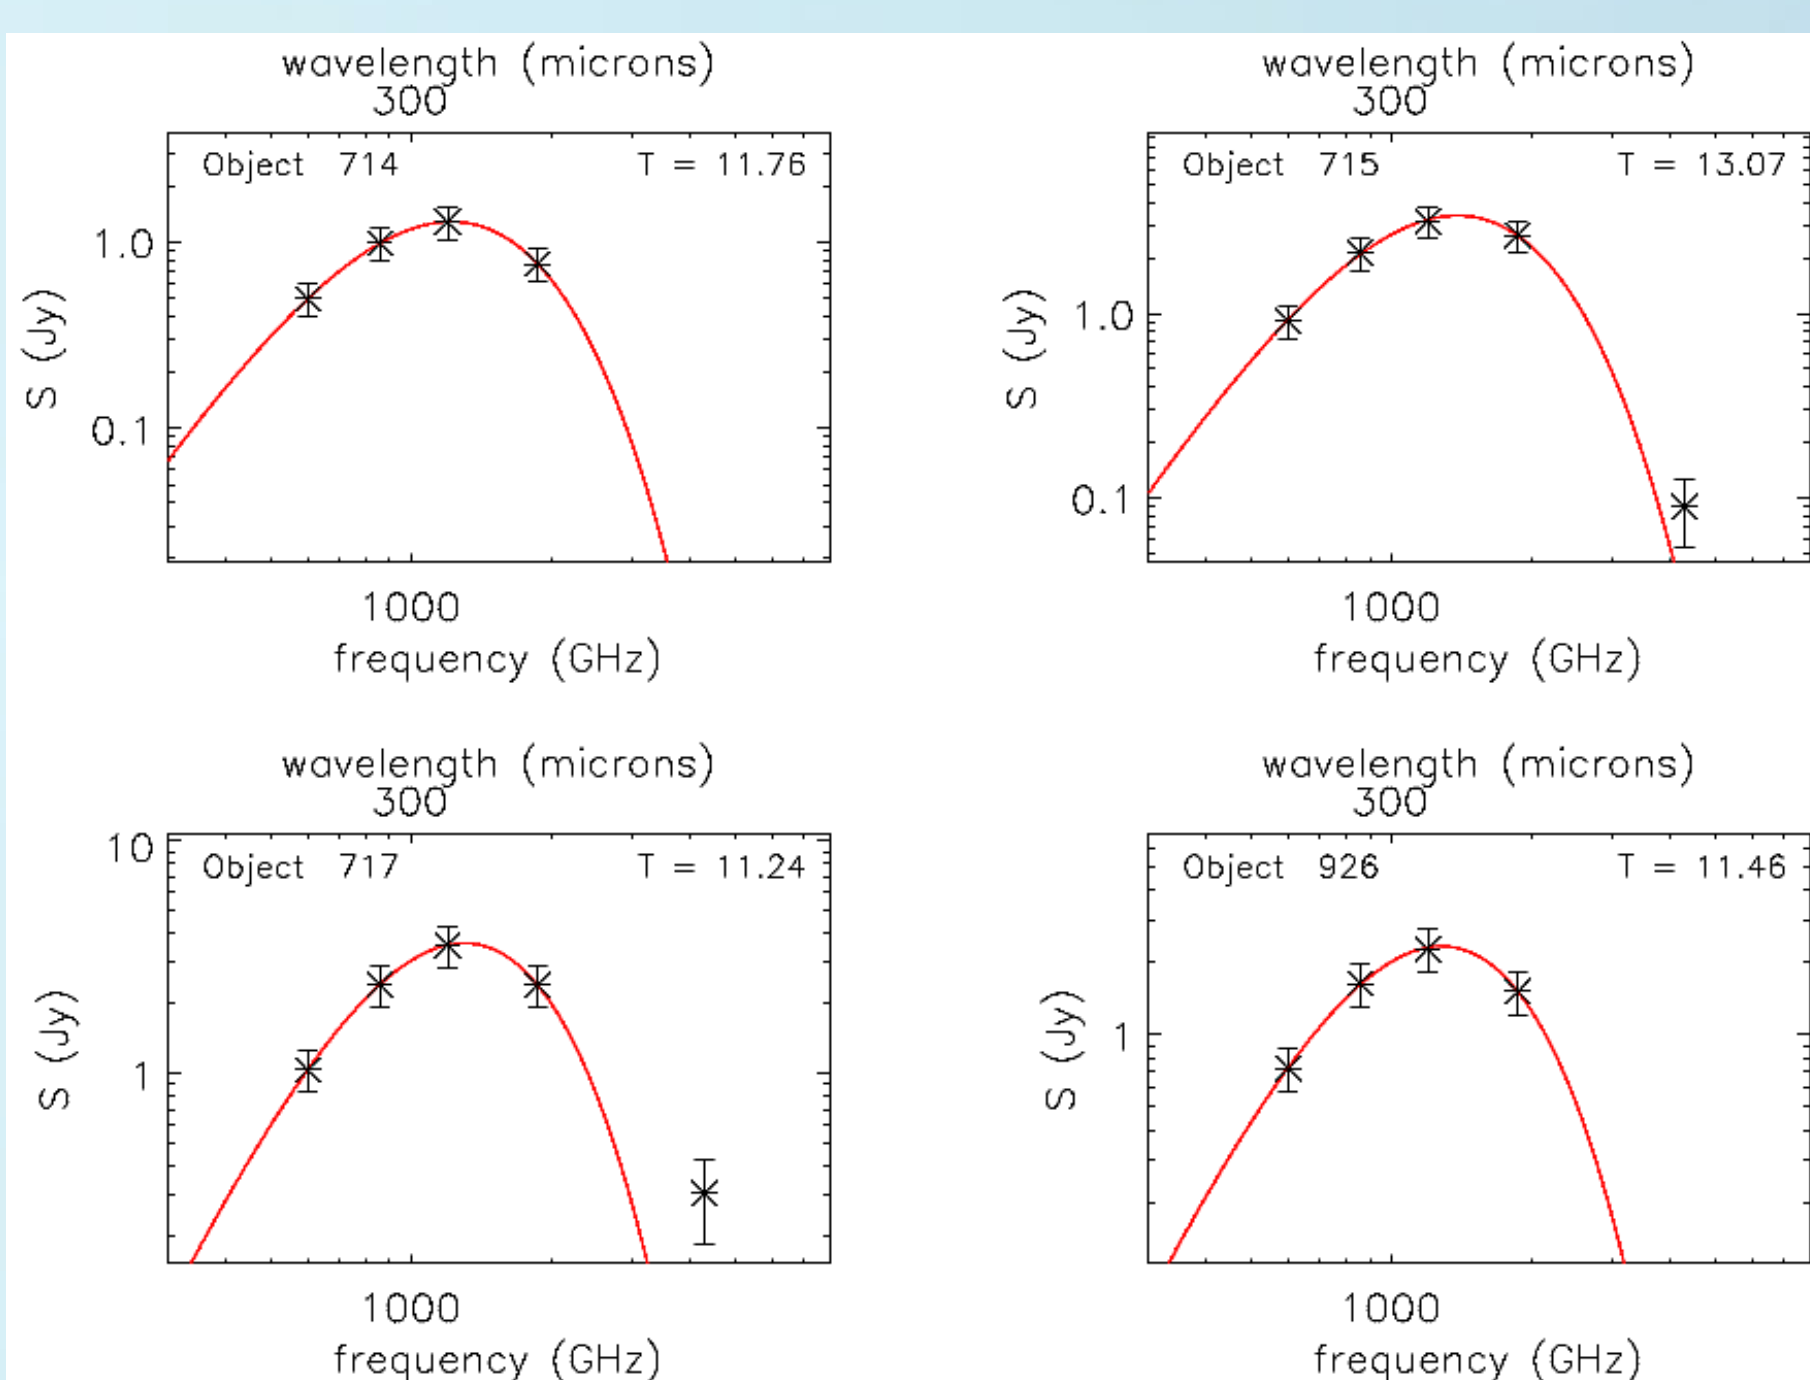 wavelength (microns)
300
Object 714 T = 11.76
1.0
0.1
S (Jy)
1000
frequency (GHz)
wavelength (microns)
300
Object 715 T = 13.07
1.0
0.1
S (Jy)
1000
frequency (GHz)
wavelength (microns)
300
10
Object 717 T = 11.24
1
S (Jy)
1000
frequency (GHz)
wavelength (microns)
300
Object 926 T = 11.46
1
S (Jy)
1000
frequency (GHz)